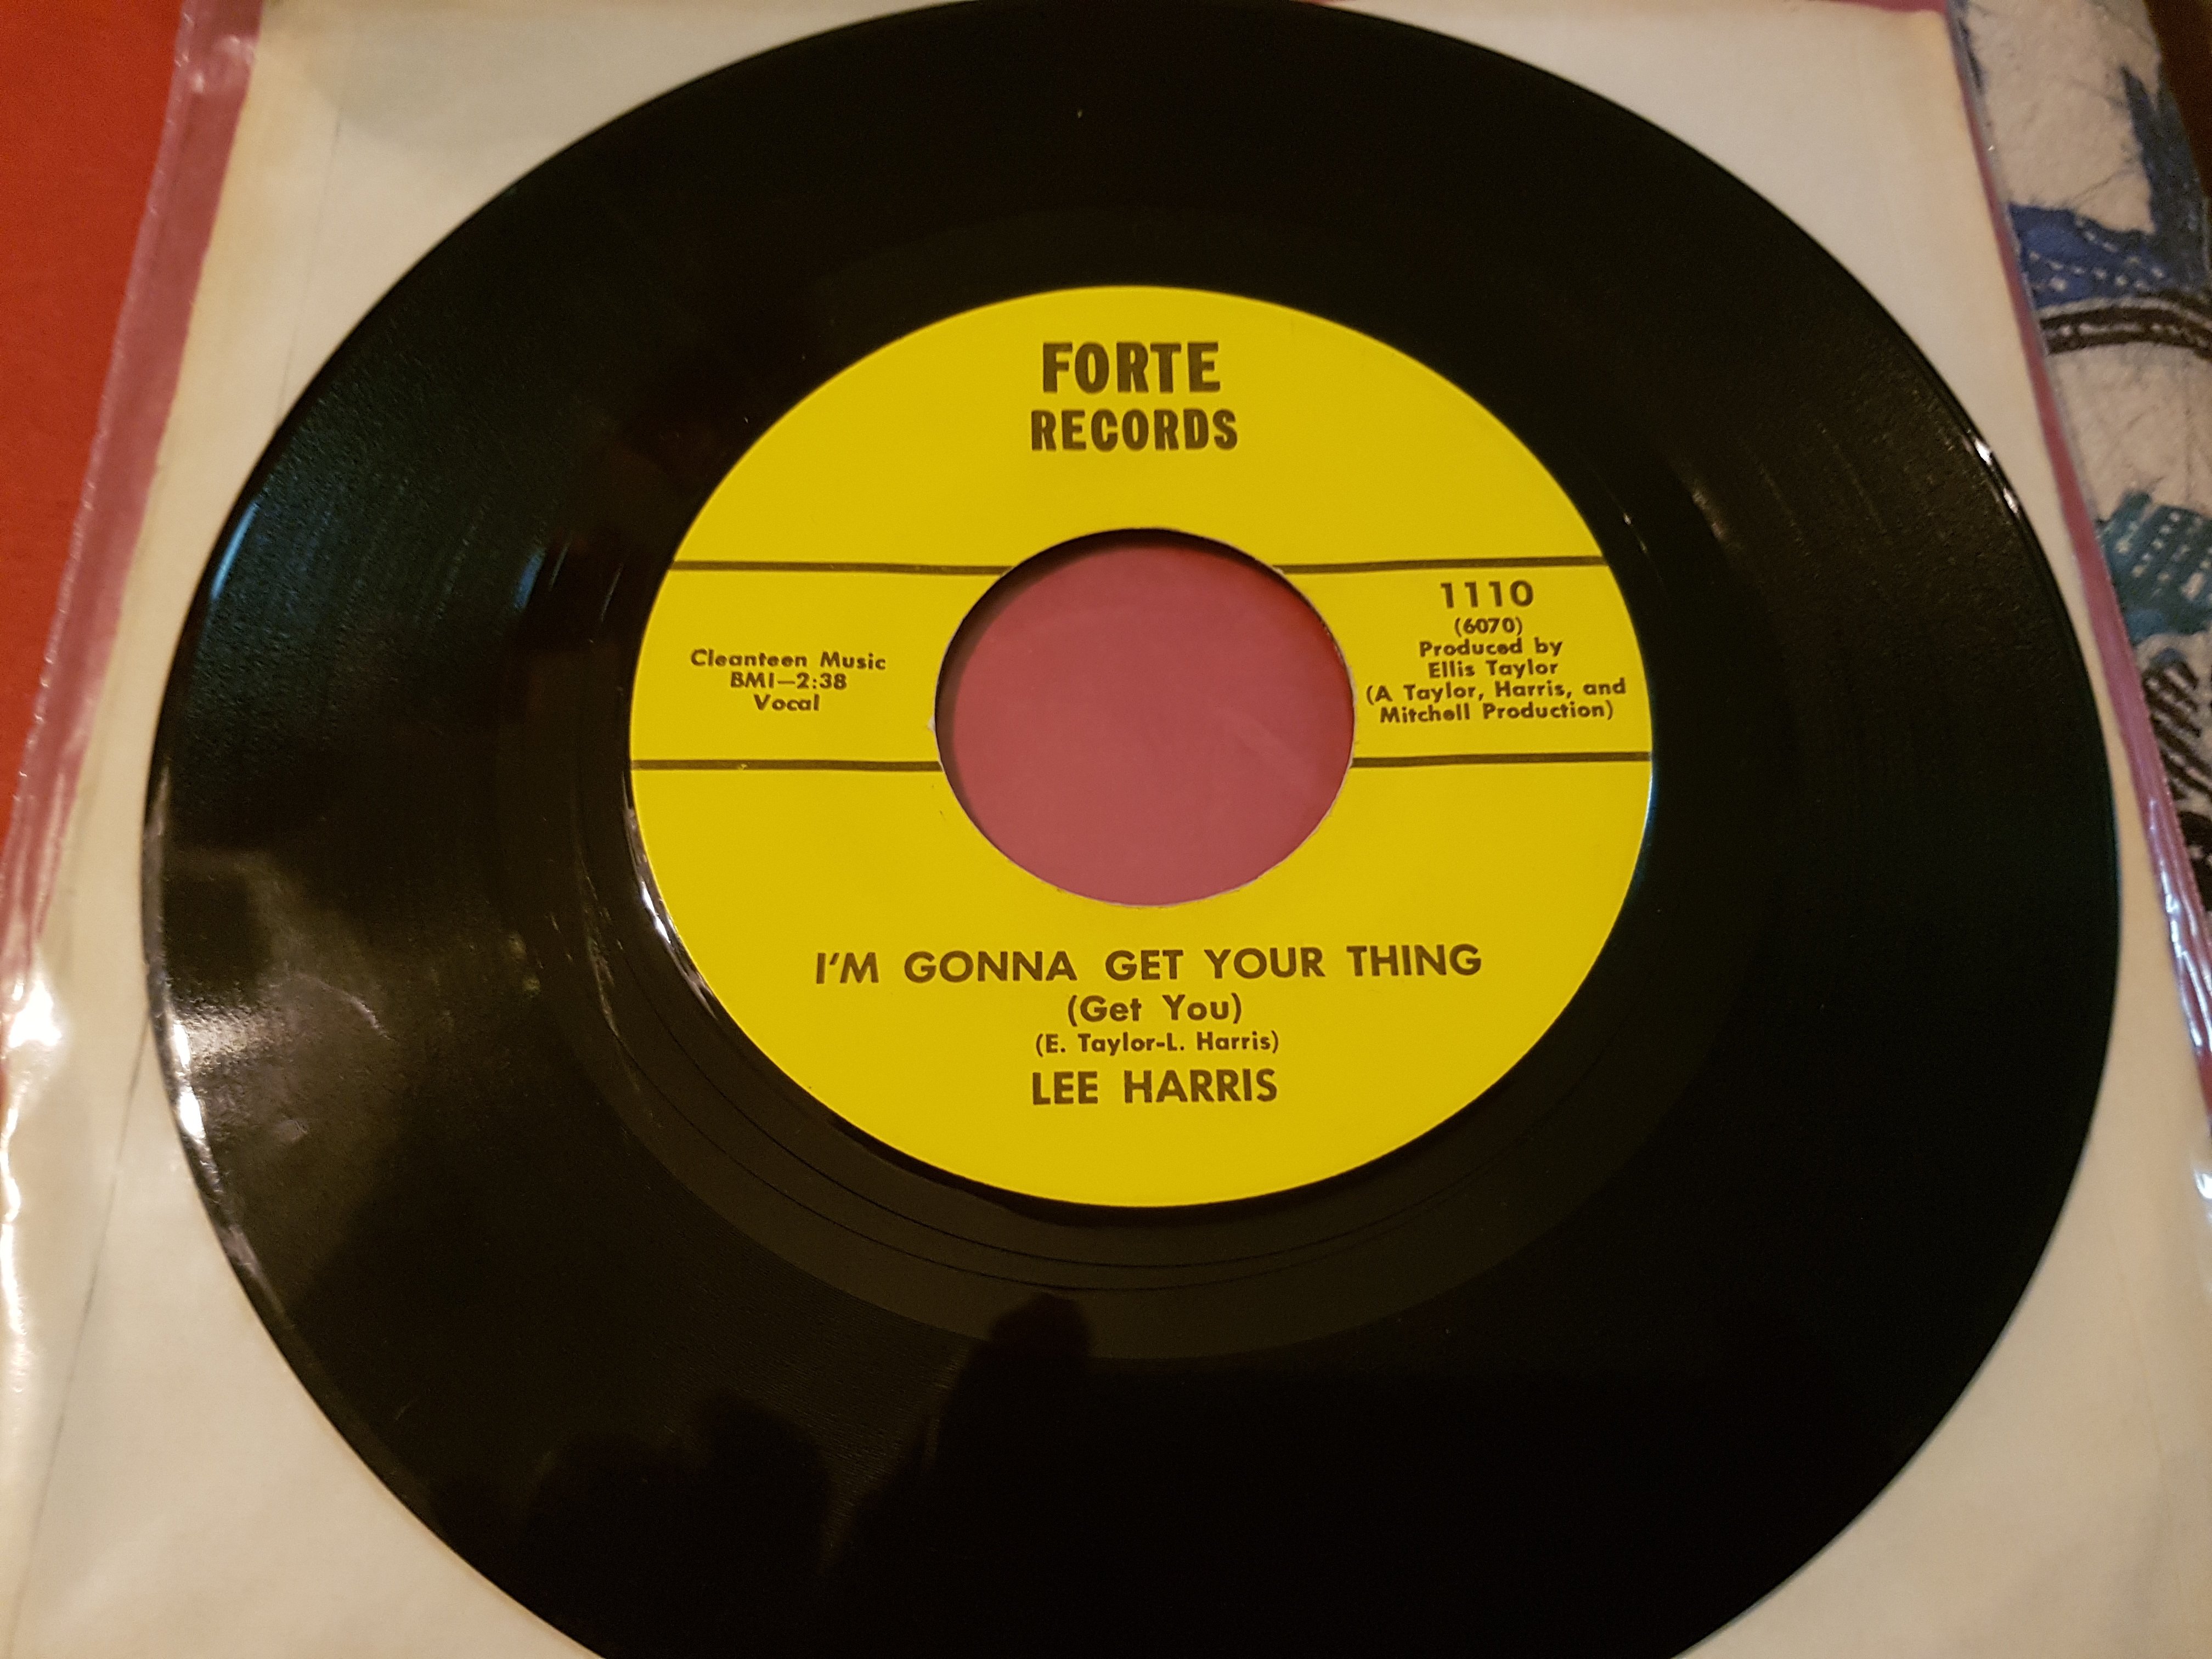 FORTE
RECORDS
Cleanteen Music
BMI—2:38
Vocal
1110
(6070)
Produced by
Ellis Taylor
(A Taylor, Harris, and
Mitchell Production)
I'M GONNA GET YOUR THING
(Get You)
(E. Taylor-L. Harris)
LEE HARRIS